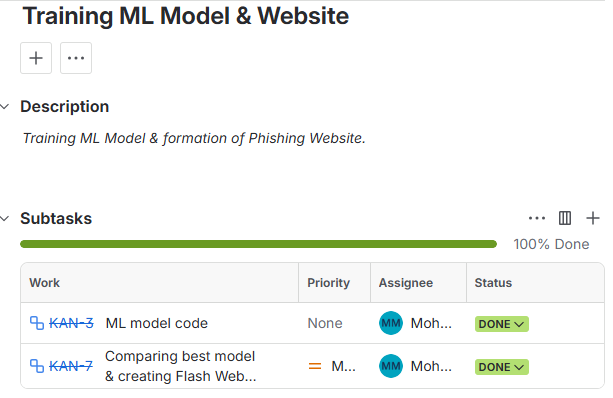 Training ML Model & Website
Description
Training ML Model & formation of Phishing Website.
Subtasks
100% Done
Work Priority Assignee Status
KAN-3 ML model code None MM Moh... DONE
KAN-7 Comparing best model
& creating Flash Web... M... MM Moh... DONE